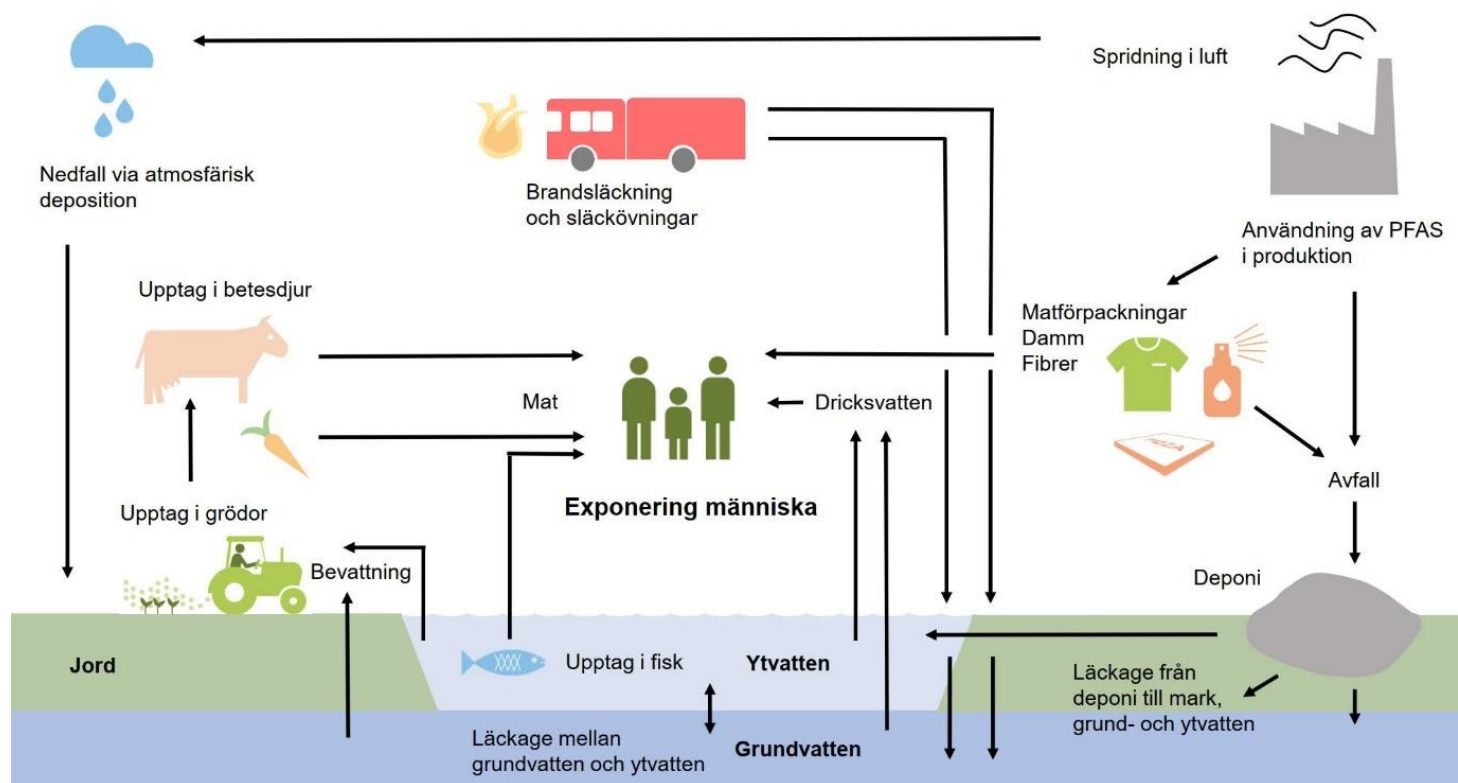 Spridning i luft
Nedfall via atmosfärisk
deposition
Brandsläckning
och släckövningar
Användning av PFAS
i produktion
Upptag i betesdjur
Matförpackningar
Damm
Fibrer
Mat
Dricksvatten
PIZZA
Exponering människa
Avfall
Upptag i grödor
Bevattning
Deponi
Jord
Upptag i fisk
Ytvatten
Läckage från
deponi till mark,
grund- och ytvatten
Läckage mellan
grundvatten och ytvatten
Grundvatten